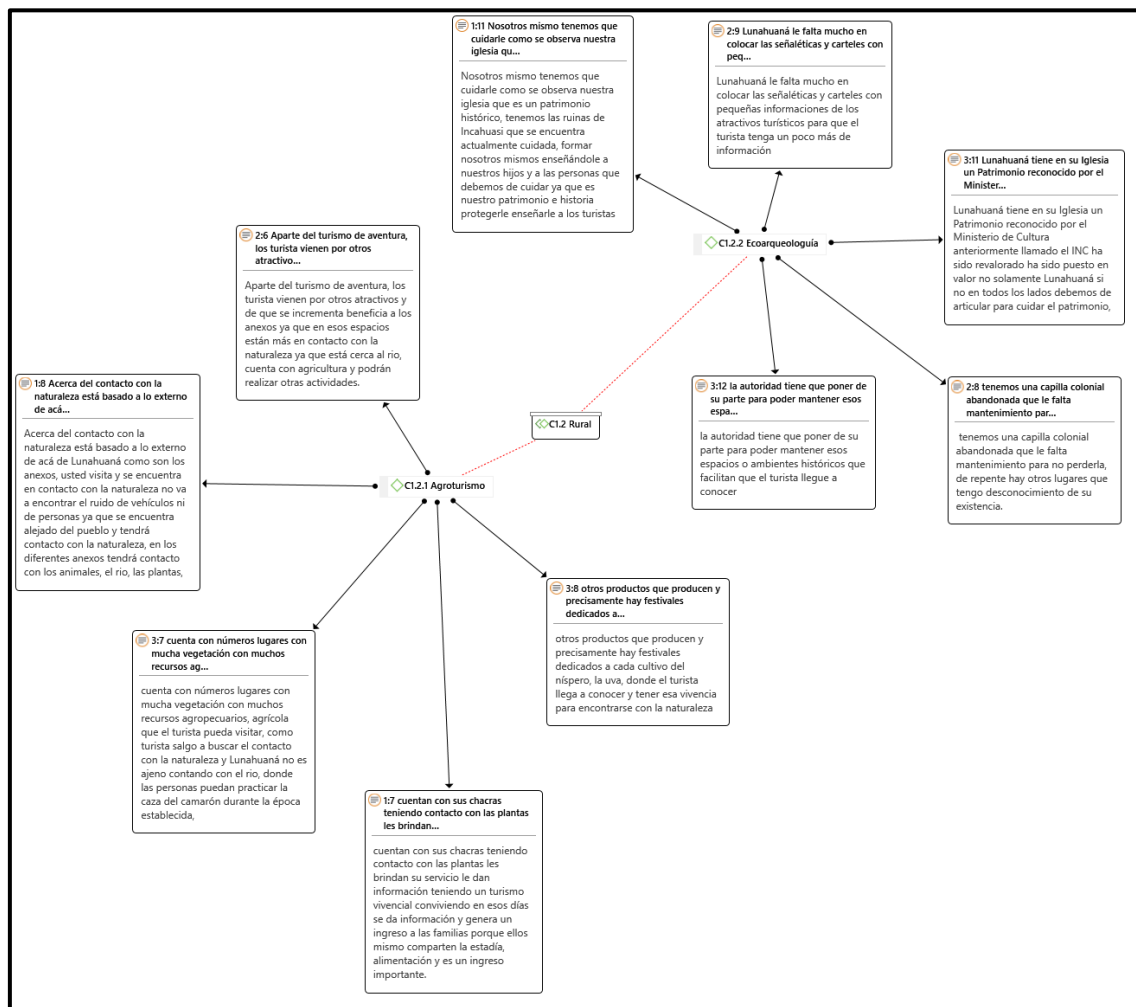 1:11 Nosotros mismo tenemos que
cuidarle como se observa nuestra
iglesia qu...
Nosotros mismo tenemos que
cuidarle como se observa nuestra
iglesia que es un patrimonio
histórico, tenemos las ruinas de
Incahuasi que se encuentra
actualmente cuidada, formar
nosotros mismos enseñándole a
nuestros hijos y a las personas que
debemos de cuidar ya que es
nuestro patrimonio e historia
protegerle enseñarle a los turistas
2:9 Lunahuaná le falta mucho en
colocar las señaléticas y carteles con
peq...
Lunahuaná le falta mucho en
colocar las señaléticas y carteles con
pequeñas informaciones de los
atractivos turísticos para que el
turista tenga un poco más de
información
3:11 Lunahuaná tiene en su Iglesia
un Patrimonio reconocido por el
Minister...
Lunahuaná tiene en su Iglesia un
Patrimonio reconocido por el
Ministerio de Cultura
anteriormente llamado el INC ha
sido revalorado ha sido puesto en
valor no solamente Lunahuaná si
no en todos los lados debemos de
articular para cuidar el patrimonio,
C1.2.2 Ecoarqueologuía
2:6 Aparte del turismo de aventura,
los turista vienen por otros
atractivo...
Aparte del turismo de aventura, los
turista vienen por otros atractivos y
de que se incrementa beneficia a los
anexos ya que en esos espacios
están más en contacto con la
naturaleza ya que está cerca al rio,
cuenta con agricultura y podrán
realizar otras actividades.
1:8 Acerca del contacto con la
naturaleza está basado a lo externo
de acá...
Acerca del contacto con la
naturaleza está basado a lo externo
de acá de Lunahuaná como son los
anexos, usted visita y se encuentra
en contacto con la naturaleza no va
a encontrar el ruido de vehículos ni
de personas ya que se encuentra
alejado del pueblo y tendrá
contacto con la naturaleza, en los
diferentes anexos tendrá contacto
con los animales, el rio, las plantas,
3:12 la autoridad tiene que poner de
su parte para poder mantener esos
espa...
la autoridad tiene que poner de su
parte para poder mantener esos
espacios o ambientes históricos que
facilitan que el turista llegue a
conocer
2:8 tenemos una capilla colonial
abandonada que le falta
mantenimiento par...
tenemos una capilla colonial
abandonada que le falta
mantenimiento para no perderla,
de repente hay otros lugares que
tengo desconocimiento de su
existencia.
C1.2 Rural
C1.2.1 Agroturismo
3:8 otros productos que producen y
precisamente hay festivales
dedicados a...
otros productos que producen y
precisamente hay festivales
dedicados a cada cultivo del
níspero, la uva, donde el turista
llega a conocer y tener esa vivencia
para encontrarse con la naturaleza
3:7 cuenta con números lugares con
mucha vegetación con muchos
recursos ag...
cuenta con números lugares con
mucha vegetación con muchos
recursos agropecuarios, agrícola
que el turista pueda visitar, como
turista salgo a buscar el contacto
con la naturaleza y Lunahuaná no es
ajeno contando con el rio, donde
las personas puedan practicar la
caza del camarón durante la época
establecida,
1:7 cuentan con sus chacras
teniendo contacto con las plantas
les brindan...
cuentan con sus chacras teniendo
contacto con las plantas les
brindan su servicio le dan
información teniendo un turismo
vivencial conviviendo en esos días
se da información y genera un
ingreso a las familias porque ellos
mismo comparten la estadía,
alimentación y es un ingreso
importante.